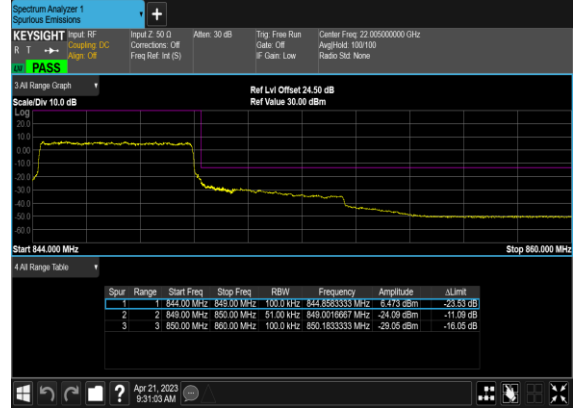 Spectrum Analyzer 1
Spurious Emissions
+
KEYSIGHT
R T
Input: RF
Coupling: DC
Align: Off
Input Z: 50 Ω
Corrections: Off
Freq Ref: Int (S)
Atten: 30 dB
Trig: Free Run
Gate: Off
IF Gain: Low
Center Freq: 22.005000000 GHz
Avg|Hold: 100/100
Radio Std: None
PASS
3 All Range Graph
Ref Lvl Offset 24.50 dB
Scale/Div 10.0 dB
Ref Value 30.00 dBm
Log
20.0
10.0
0.00
-10.0
-20.0
-30.0
-40.0
-50.0
-60.0
Start 844.000 MHz
Stop 860.000 MHz
4 All Range Table
Spur Range Start Freq Stop Freq RBW Frequency Amplitude ΔLimit
1 1 844.00 MHz 849.00 MHz 100.0 kHz 844.8583333 MHz 6.473 dBm -23.53 dB
2 2 849.00 MHz 850.00 MHz 51.00 kHz 849.0016667 MHz -24.09 dBm -11.09 dB
3 3 850.00 MHz 860.00 MHz 100.0 kHz 850.1833333 MHz -29.05 dBm -16.05 dB
?
Apr 21, 2023
9:31:03 AM